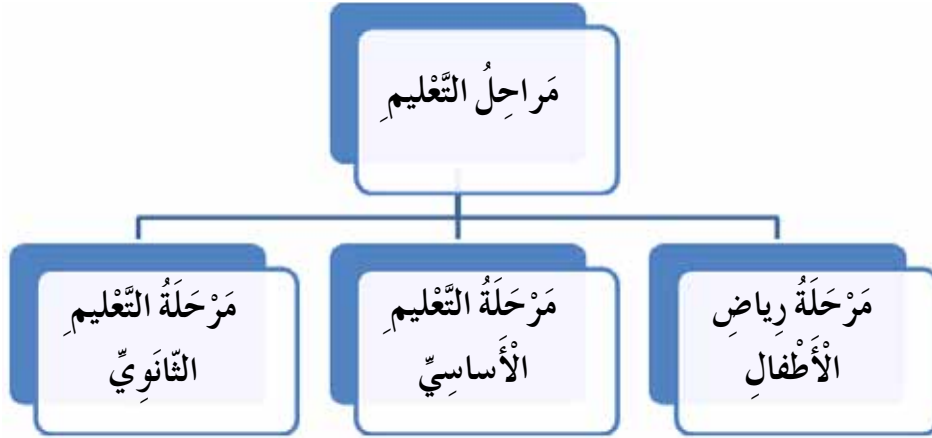 مَراحِلُ التَّعْليمِ
مَرْحَلَةُ رِياضِ
الْأَطْفالِ
مَرْحَلَةُ التَّعْليمِ
الْأَساسِيِّ
مَرْحَلَةُ التَّعْليمِ
الثّانَوِيِّ